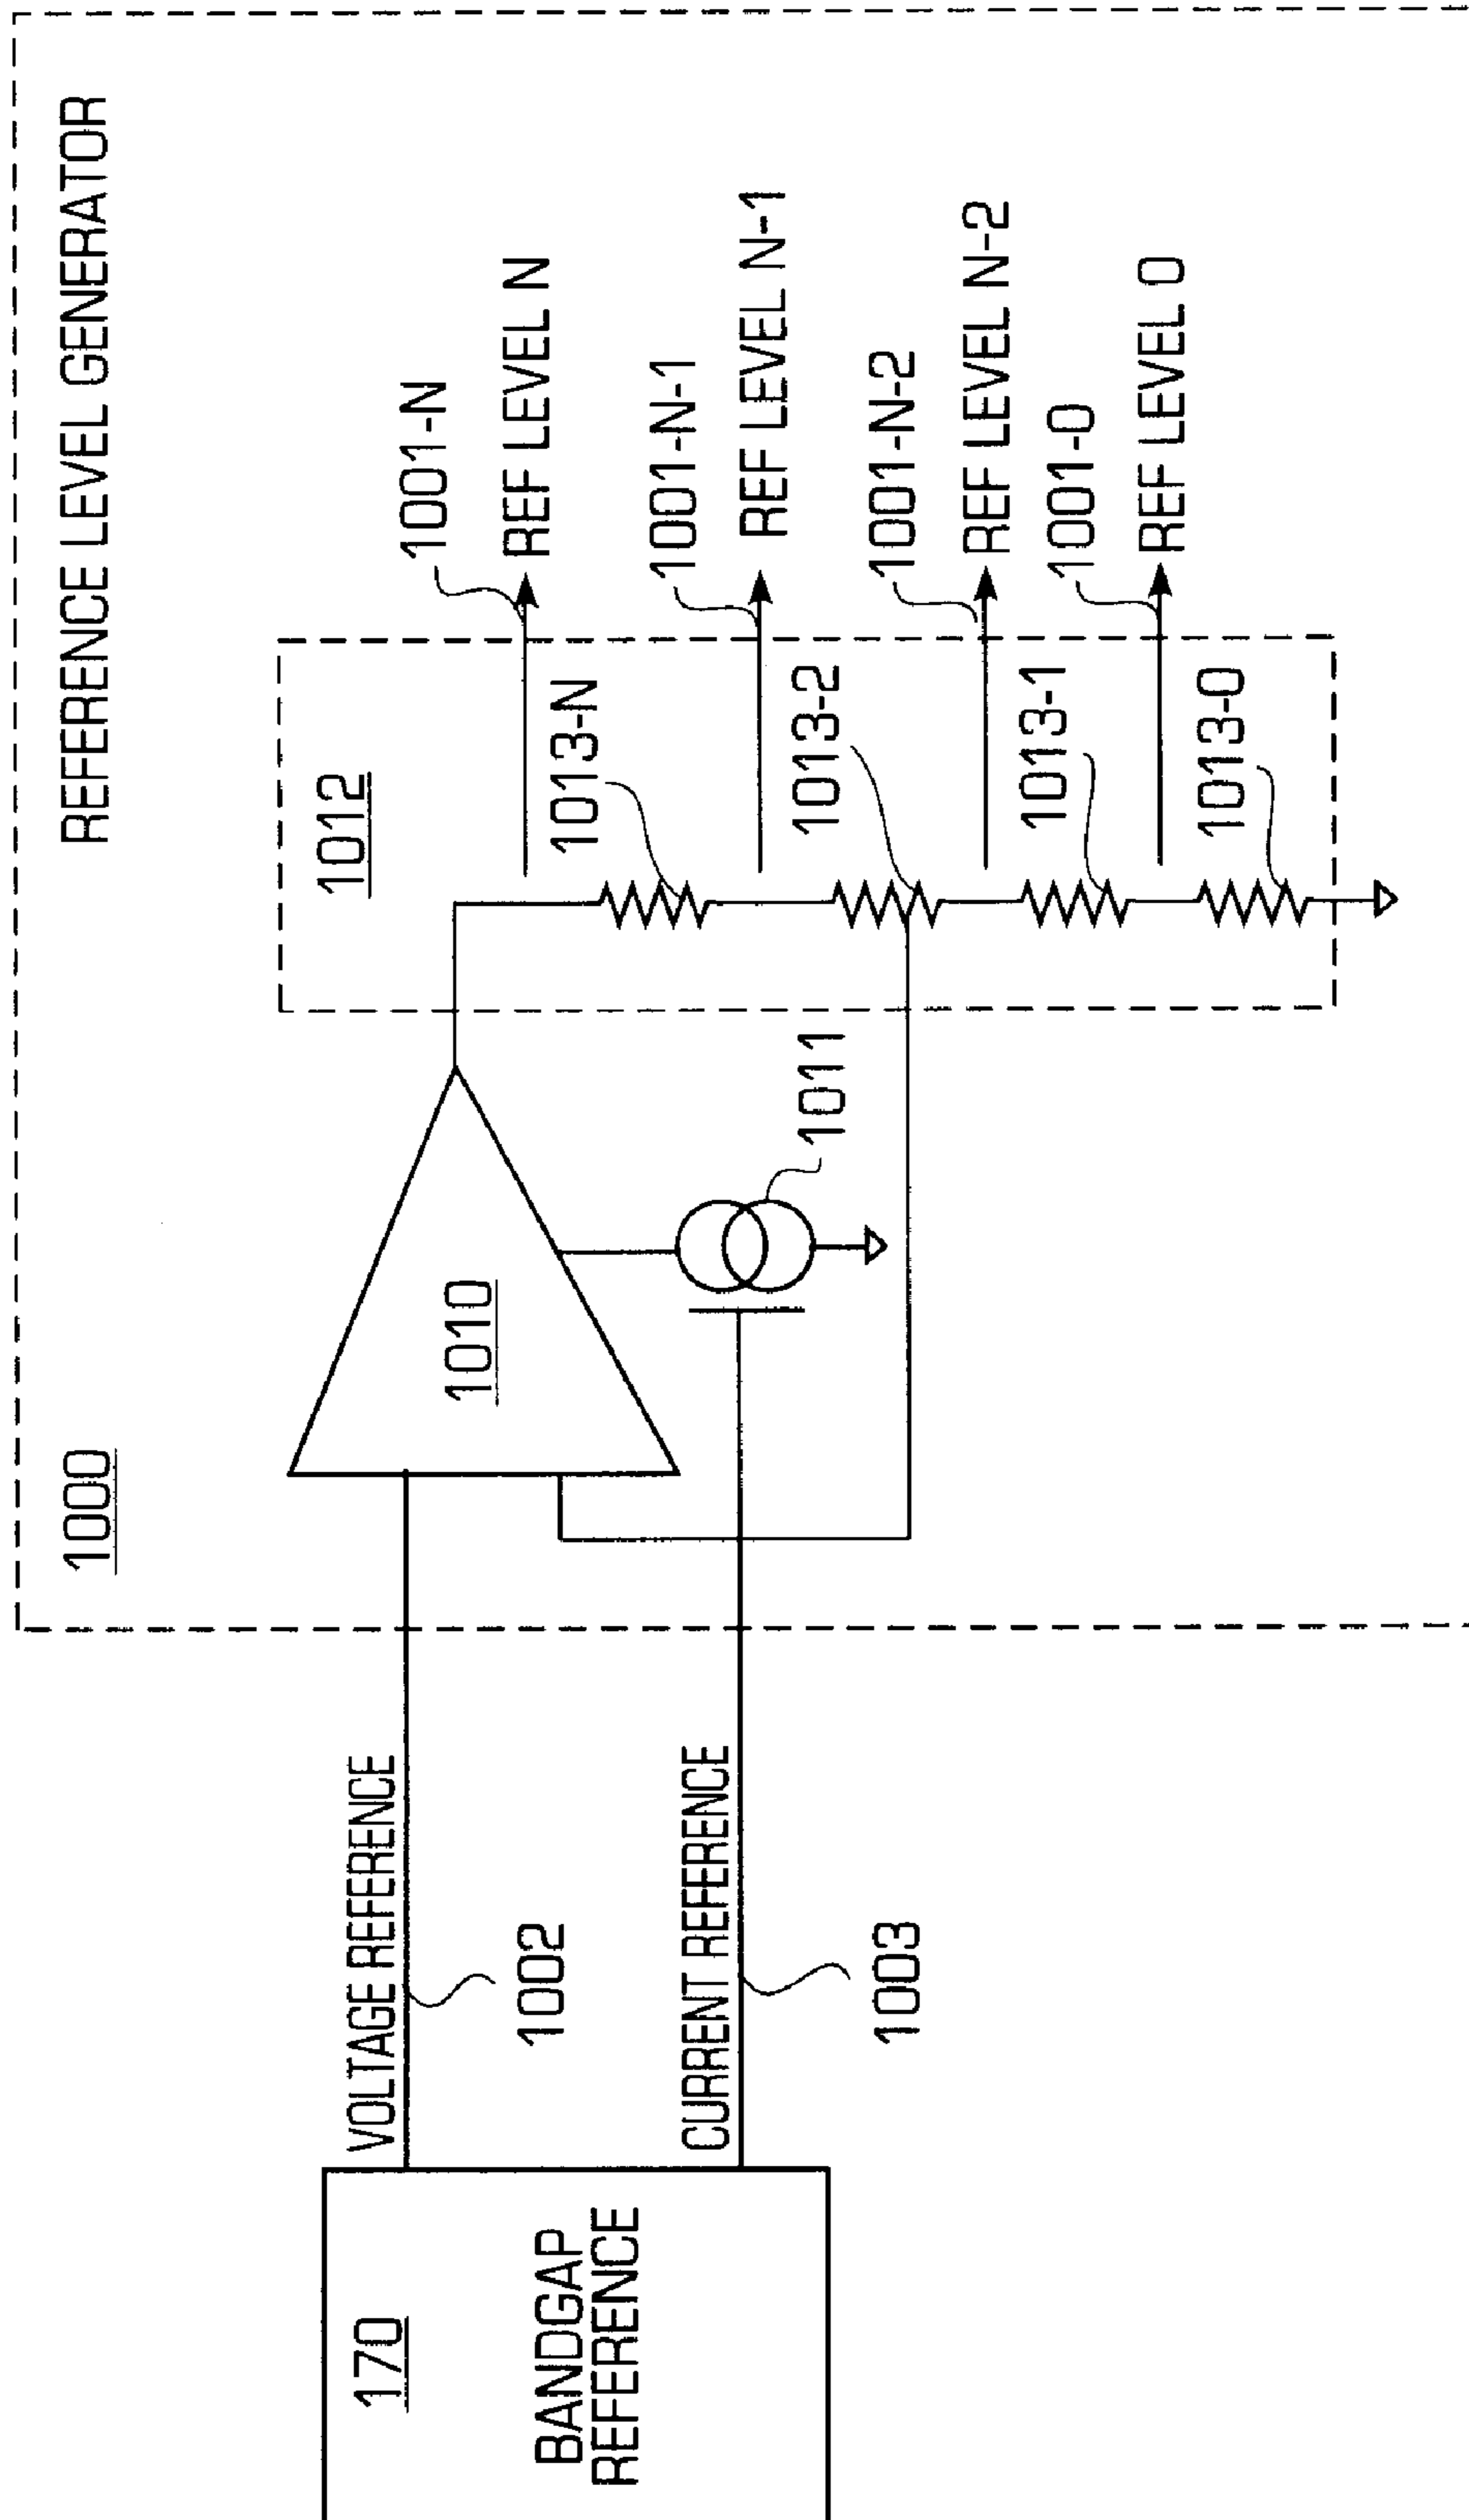 REFERENCE LEVEL GENERATOR
1000
1012
1001-N
REF LEVEL N
1013-N
1001-N-1
REF LEVEL N-1
1013-2
1001-N-2
REF LEVEL N-2
1013-1
1001-0
REF LEVEL 0
1013-0
1010
1011
VOLTAGE REFERENCE
1002
CURRENT REFERENCE
1003
170
BANDGAP
REFERENCE